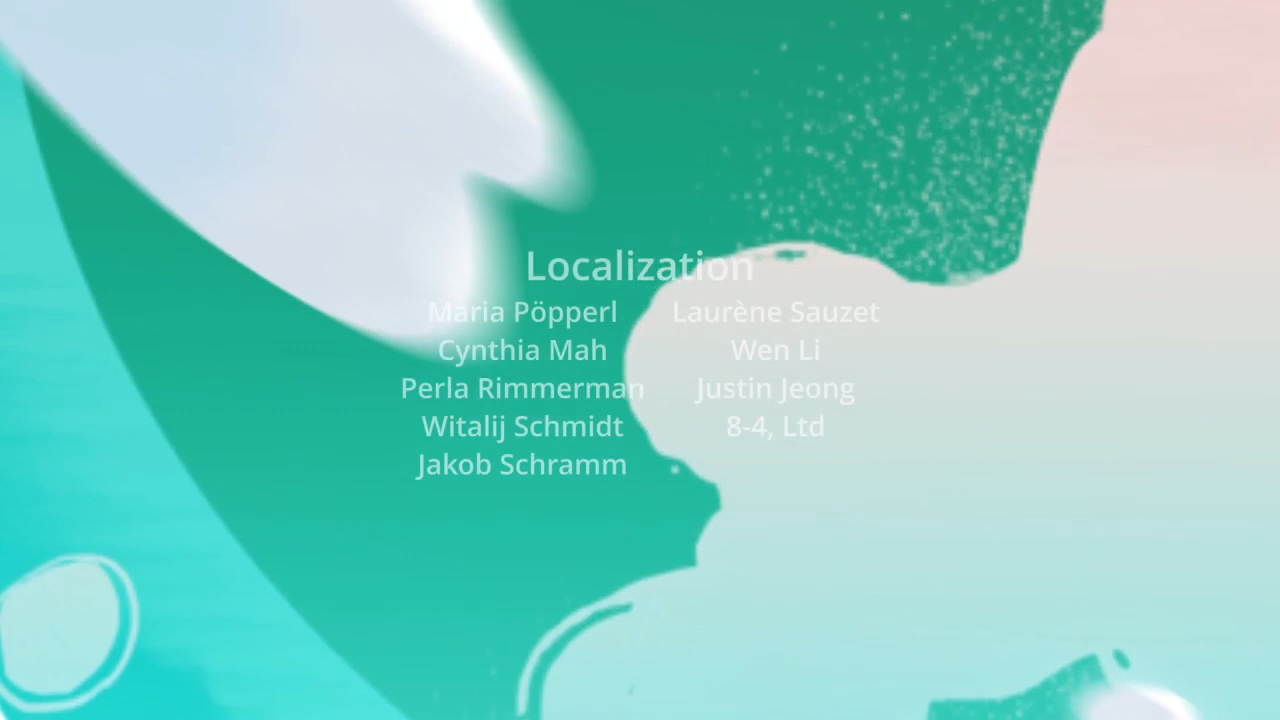 Localization
Maria Pöpperl Laurène Sauzet
Cynthia Mah Wen Li
Perla Rimmerman Justin Jeong
Witalij Schmidt 8-4, Ltd
Jakob Schramm